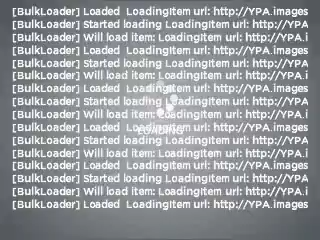 [BulkLoader] Loaded LoadingItem url: http://YPA.images
[BulkLoader] Started loading LoadingItem url: http://YPA
[BulkLoader] Will load item: LoadingItem url: http://YPA.i
[BulkLoader] Loaded LoadingItem url: http://YPA.images
[BulkLoader] Started loading LoadingItem url: http://YPA
[BulkLoader] Will load item: LoadingItem url: http://YPA.i
[BulkLoader] Loaded LoadingItem url: http://YPA.images
[BulkLoader] Started loading LoadingItem url: http://YPA
[BulkLoader] Will load item: LoadingItem url: http://YPA.i
[BulkLoader] Loaded LoadingItem url: http://YPA.images
LOADING
[BulkLoader] Started loading LoadingItem url: http://YPA
[BulkLoader] Will load item: LoadingItem url: http://YPA.i
[BulkLoader] Loaded LoadingItem url: http://YPA.images
[BulkLoader] Started loading LoadingItem url: http://YPA
[BulkLoader] Will load item: LoadingItem url: http://YPA.i
[BulkLoader] Loaded LoadingItem url: http://YPA.images